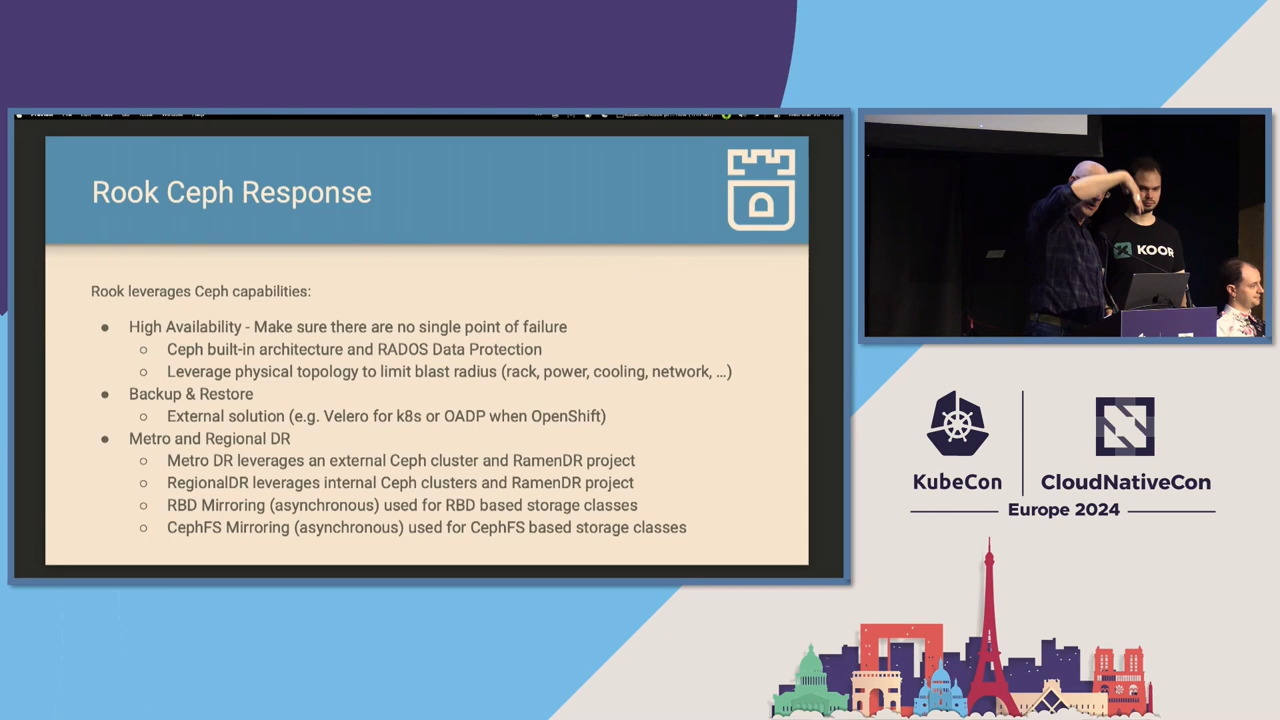 Rook Ceph Response
Rook leverages Ceph capabilities:
● High Availability - Make sure there are no single point of failure
○ Ceph built-in architecture and RADOS Data Protection
○ Leverage physical topology to limit blast radius (rack, power, cooling, network, ...)
● Backup & Restore
○ External solution (e.g. Velero for k8s or OADP when OpenShift)
● Metro and Regional DR
○ Metro DR leverages an external Ceph cluster and RamenDR project
○ RegionalDR leverages internal Ceph clusters and RamenDR project
○ RBD Mirroring (asynchronous) used for RBD based storage classes
○ CephFS Mirroring (asynchronous) used for CephFS based storage classes
KOOR
KubeCon
CloudNativeCon
Europe 2024